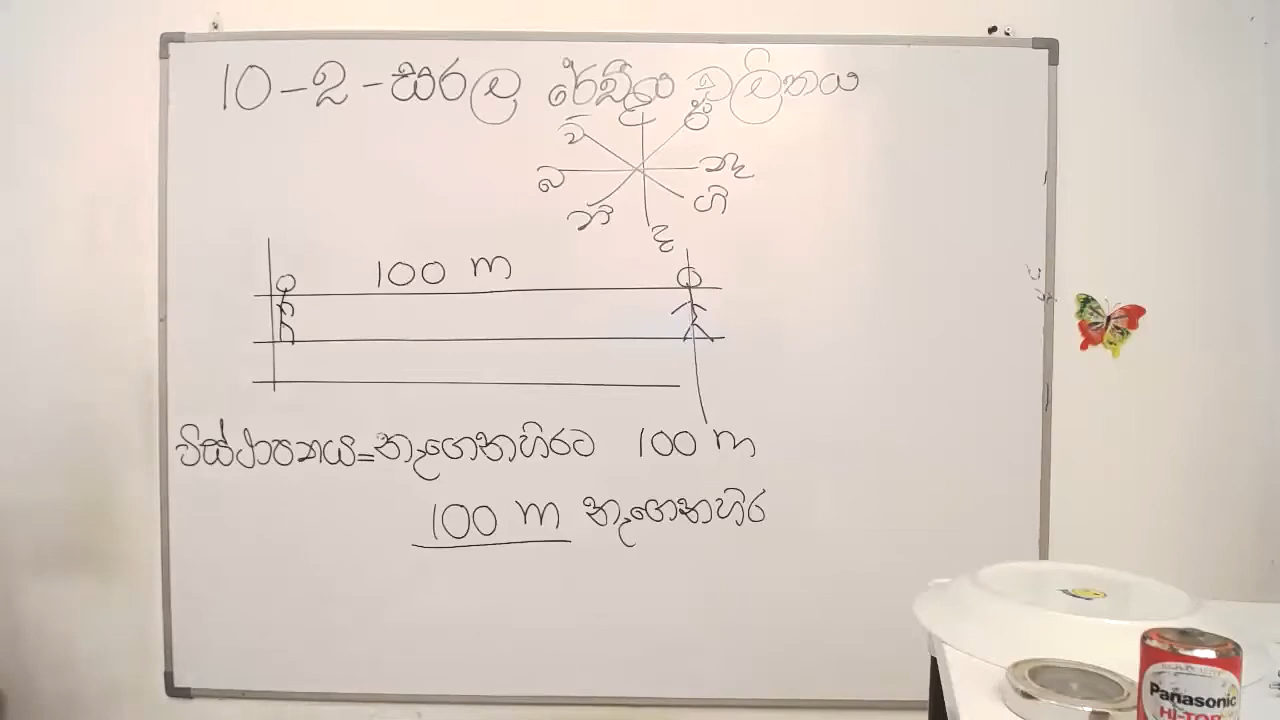 10-2-සරල රේඛීය චලිතය
උ
ව
බ
නැ
ගි
නි
ද
100 m
විස්ථාපනය=නැගෙනහිරට 100 m
100 m නැගෙනහිර
Panasonic
HI-TOP